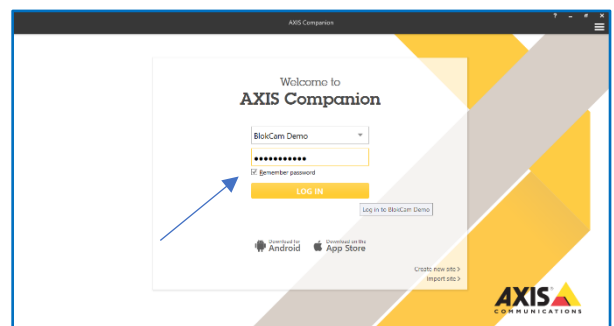 AXIS Companion
Welcome to
AXIS Companion
BlokCam Demo
Remember password
LOG IN
Log in to BlokCam Demo
Download for
Android
Download on the
App Store
Create new site >
Import site >
AXIS
COMMUNICATIONS